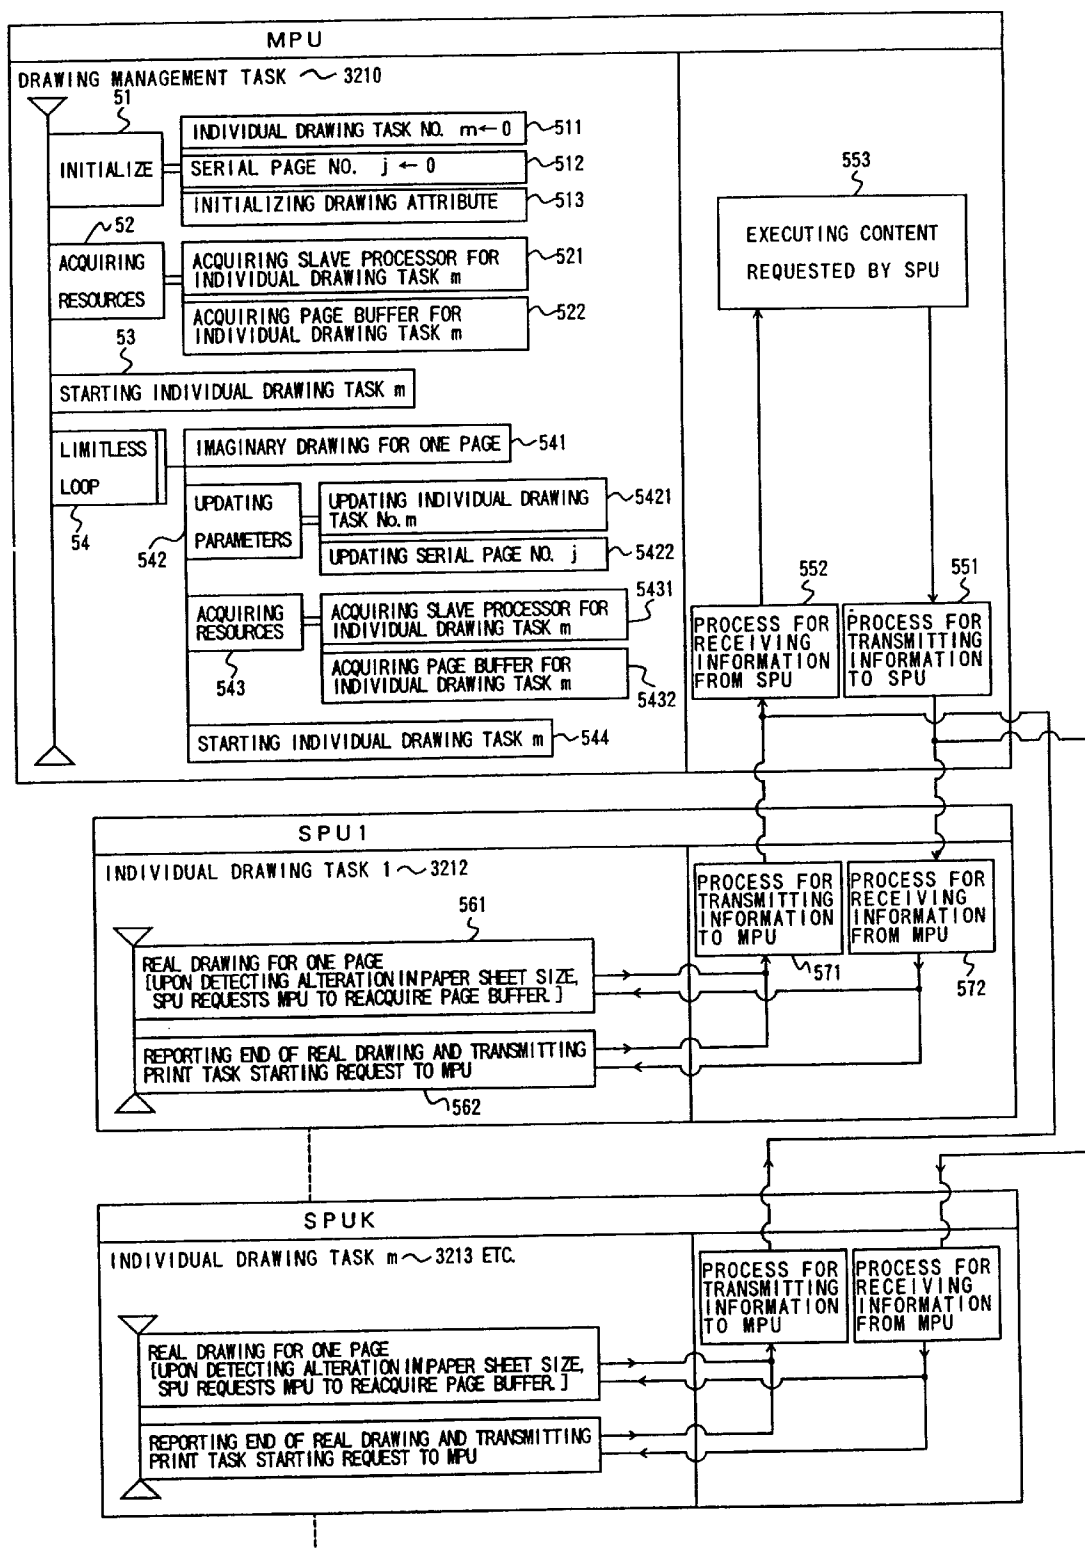 MPU
DRAWING MANAGEMENT TASK 3210
51
INITIALIZE
INDIVIDUAL DRAWING TASK NO. m←0
511
SERIAL PAGE NO. j ← 0
512
INITIALIZING DRAWING ATTRIBUTE
513
52
ACQUIRING
RESOURCES
ACQUIRING SLAVE PROCESSOR FOR
INDIVIDUAL DRAWING TASK m
521
ACQUIRING PAGE BUFFER FOR
INDIVIDUAL DRAWING TASK m
522
53
STARTING INDIVIDUAL DRAWING TASK m
LIMITLESS
LOOP
54
IMAGINARY DRAWING FOR ONE PAGE
541
UPDATING
PARAMETERS
542
UPDATING INDIVIDUAL DRAWING
TASK No. m
5421
UPDATING SERIAL PAGE NO. j
5422
ACQUIRING
RESOURCES
543
ACQUIRING SLAVE PROCESSOR FOR
INDIVIDUAL DRAWING TASK m
5431
ACQUIRING PAGE BUFFER FOR
INDIVIDUAL DRAWING TASK m
5432
STARTING INDIVIDUAL DRAWING TASK m
544
553
EXECUTING CONTENT
REQUESTED BY SPU
552
PROCESS FOR
RECEIVING
INFORMATION
FROM SPU
551
PROCESS FOR
TRANSMITTING
INFORMATION
TO SPU
SPU1
INDIVIDUAL DRAWING TASK 1 3212
561
REAL DRAWING FOR ONE PAGE
[UPON DETECTING ALTERATION IN PAPER SHEET SIZE,
SPU REQUESTS MPU TO REACQUIRE PAGE BUFFER.]
REPORTING END OF REAL DRAWING AND TRANSMITTING
PRINT TASK STARTING REQUEST TO MPU
562
PROCESS FOR
TRANSMITTING
INFORMATION
TO MPU
571
PROCESS FOR
RECEIVING
INFORMATION
FROM MPU
572
SPUK
INDIVIDUAL DRAWING TASK m 3213 ETC.
REAL DRAWING FOR ONE PAGE
[UPON DETECTING ALTERATION IN PAPER SHEET SIZE,
SPU REQUESTS MPU TO REACQUIRE PAGE BUFFER.]
REPORTING END OF REAL DRAWING AND TRANSMITTING
PRINT TASK STARTING REQUEST TO MPU
PROCESS FOR
TRANSMITTING
INFORMATION
TO MPU
PROCESS FOR
RECEIVING
INFORMATION
FROM MPU